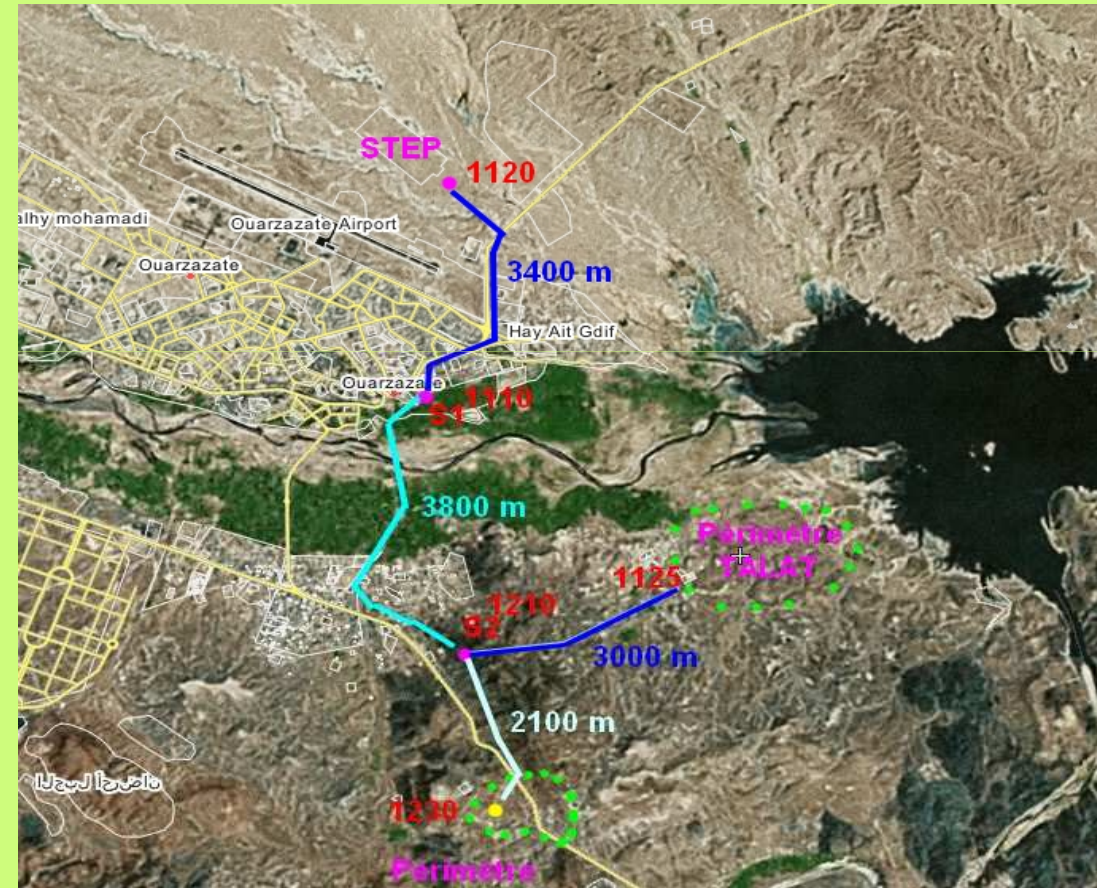 STEP
1120
alhy mohamadi
Ouarzazate Airport
Ouarzazate
3400 m
Hay Ait Gdif
Ouarzazate
S1
1110
3800 m
Périmètre
TALAT
1125
1210
S2
3000 m
2100 m
1230
Périmètre